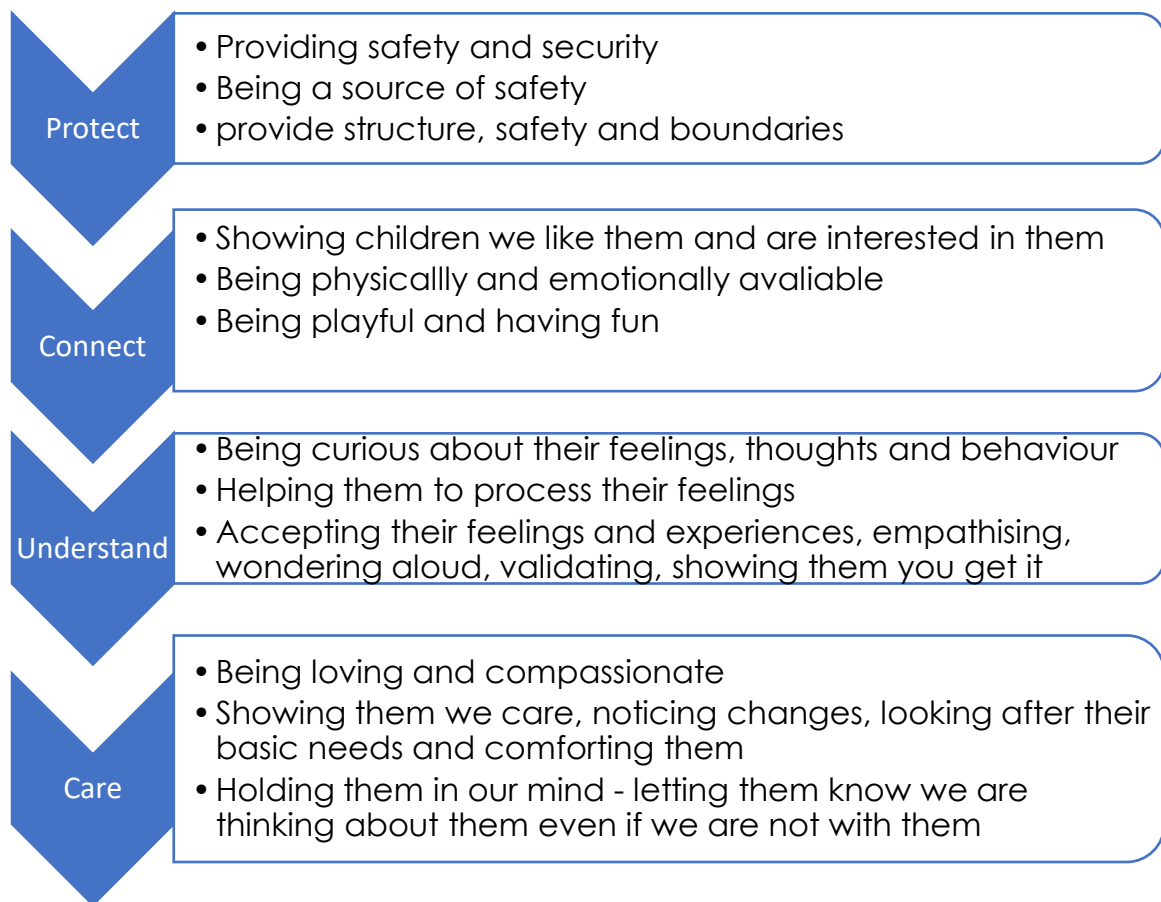 Protect
• Providing safety and security
• Being a source of safety
• provide structure, safety and boundaries
Connect
• Showing children we like them and are interested in them
• Being physicallly and emotionally avaliable
• Being playful and having fun
Understand
• Being curious about their feelings, thoughts and behaviour
• Helping them to process their feelings
• Accepting their feelings and experiences, empathising,
wondering aloud, validating, showing them you get it
Care
• Being loving and compassionate
• Showing them we care, noticing changes, looking after their
basic needs and comforting them
• Holding them in our mind - letting them know we are
thinking about them even if we are not with them